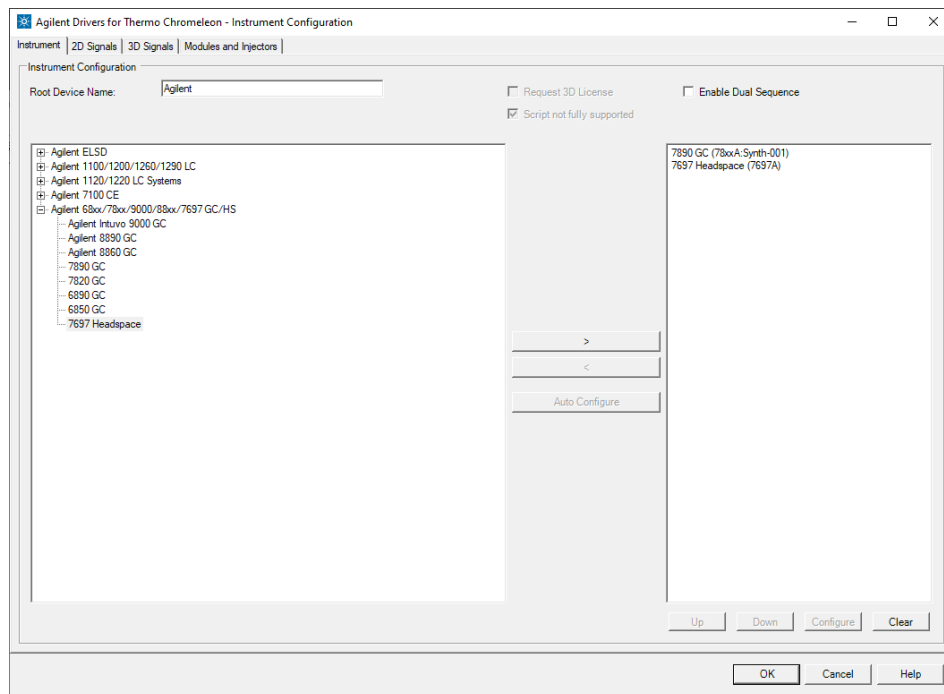 Agilent Drivers for Thermo Chromeleon - Instrument Configuration
Instrument 2D Signals 3D Signals Modules and Injectors
Instrument Configuration
Root Device Name: Agilent Request 3D License Enable Dual Sequence
Script not fully supported
Agilent ELSD
Agilent 1100/1200/1260/1290 LC
Agilent 1120/1220 LC Systems
Agilent 7100 CE
Agilent 68xx/78xx/9000/88xx/7697 GC/HS
Agilent Intuvo 9000 GC
Agilent 8890 GC
Agilent 8860 GC
7890 GC
7820 GC
6890 GC
6850 GC
7697 Headspace
>
<
Auto Configure
7890 GC (78xxA:Synth-001)
7697 Headspace (7697A)
Up Down Configure Clear
OK Cancel Help